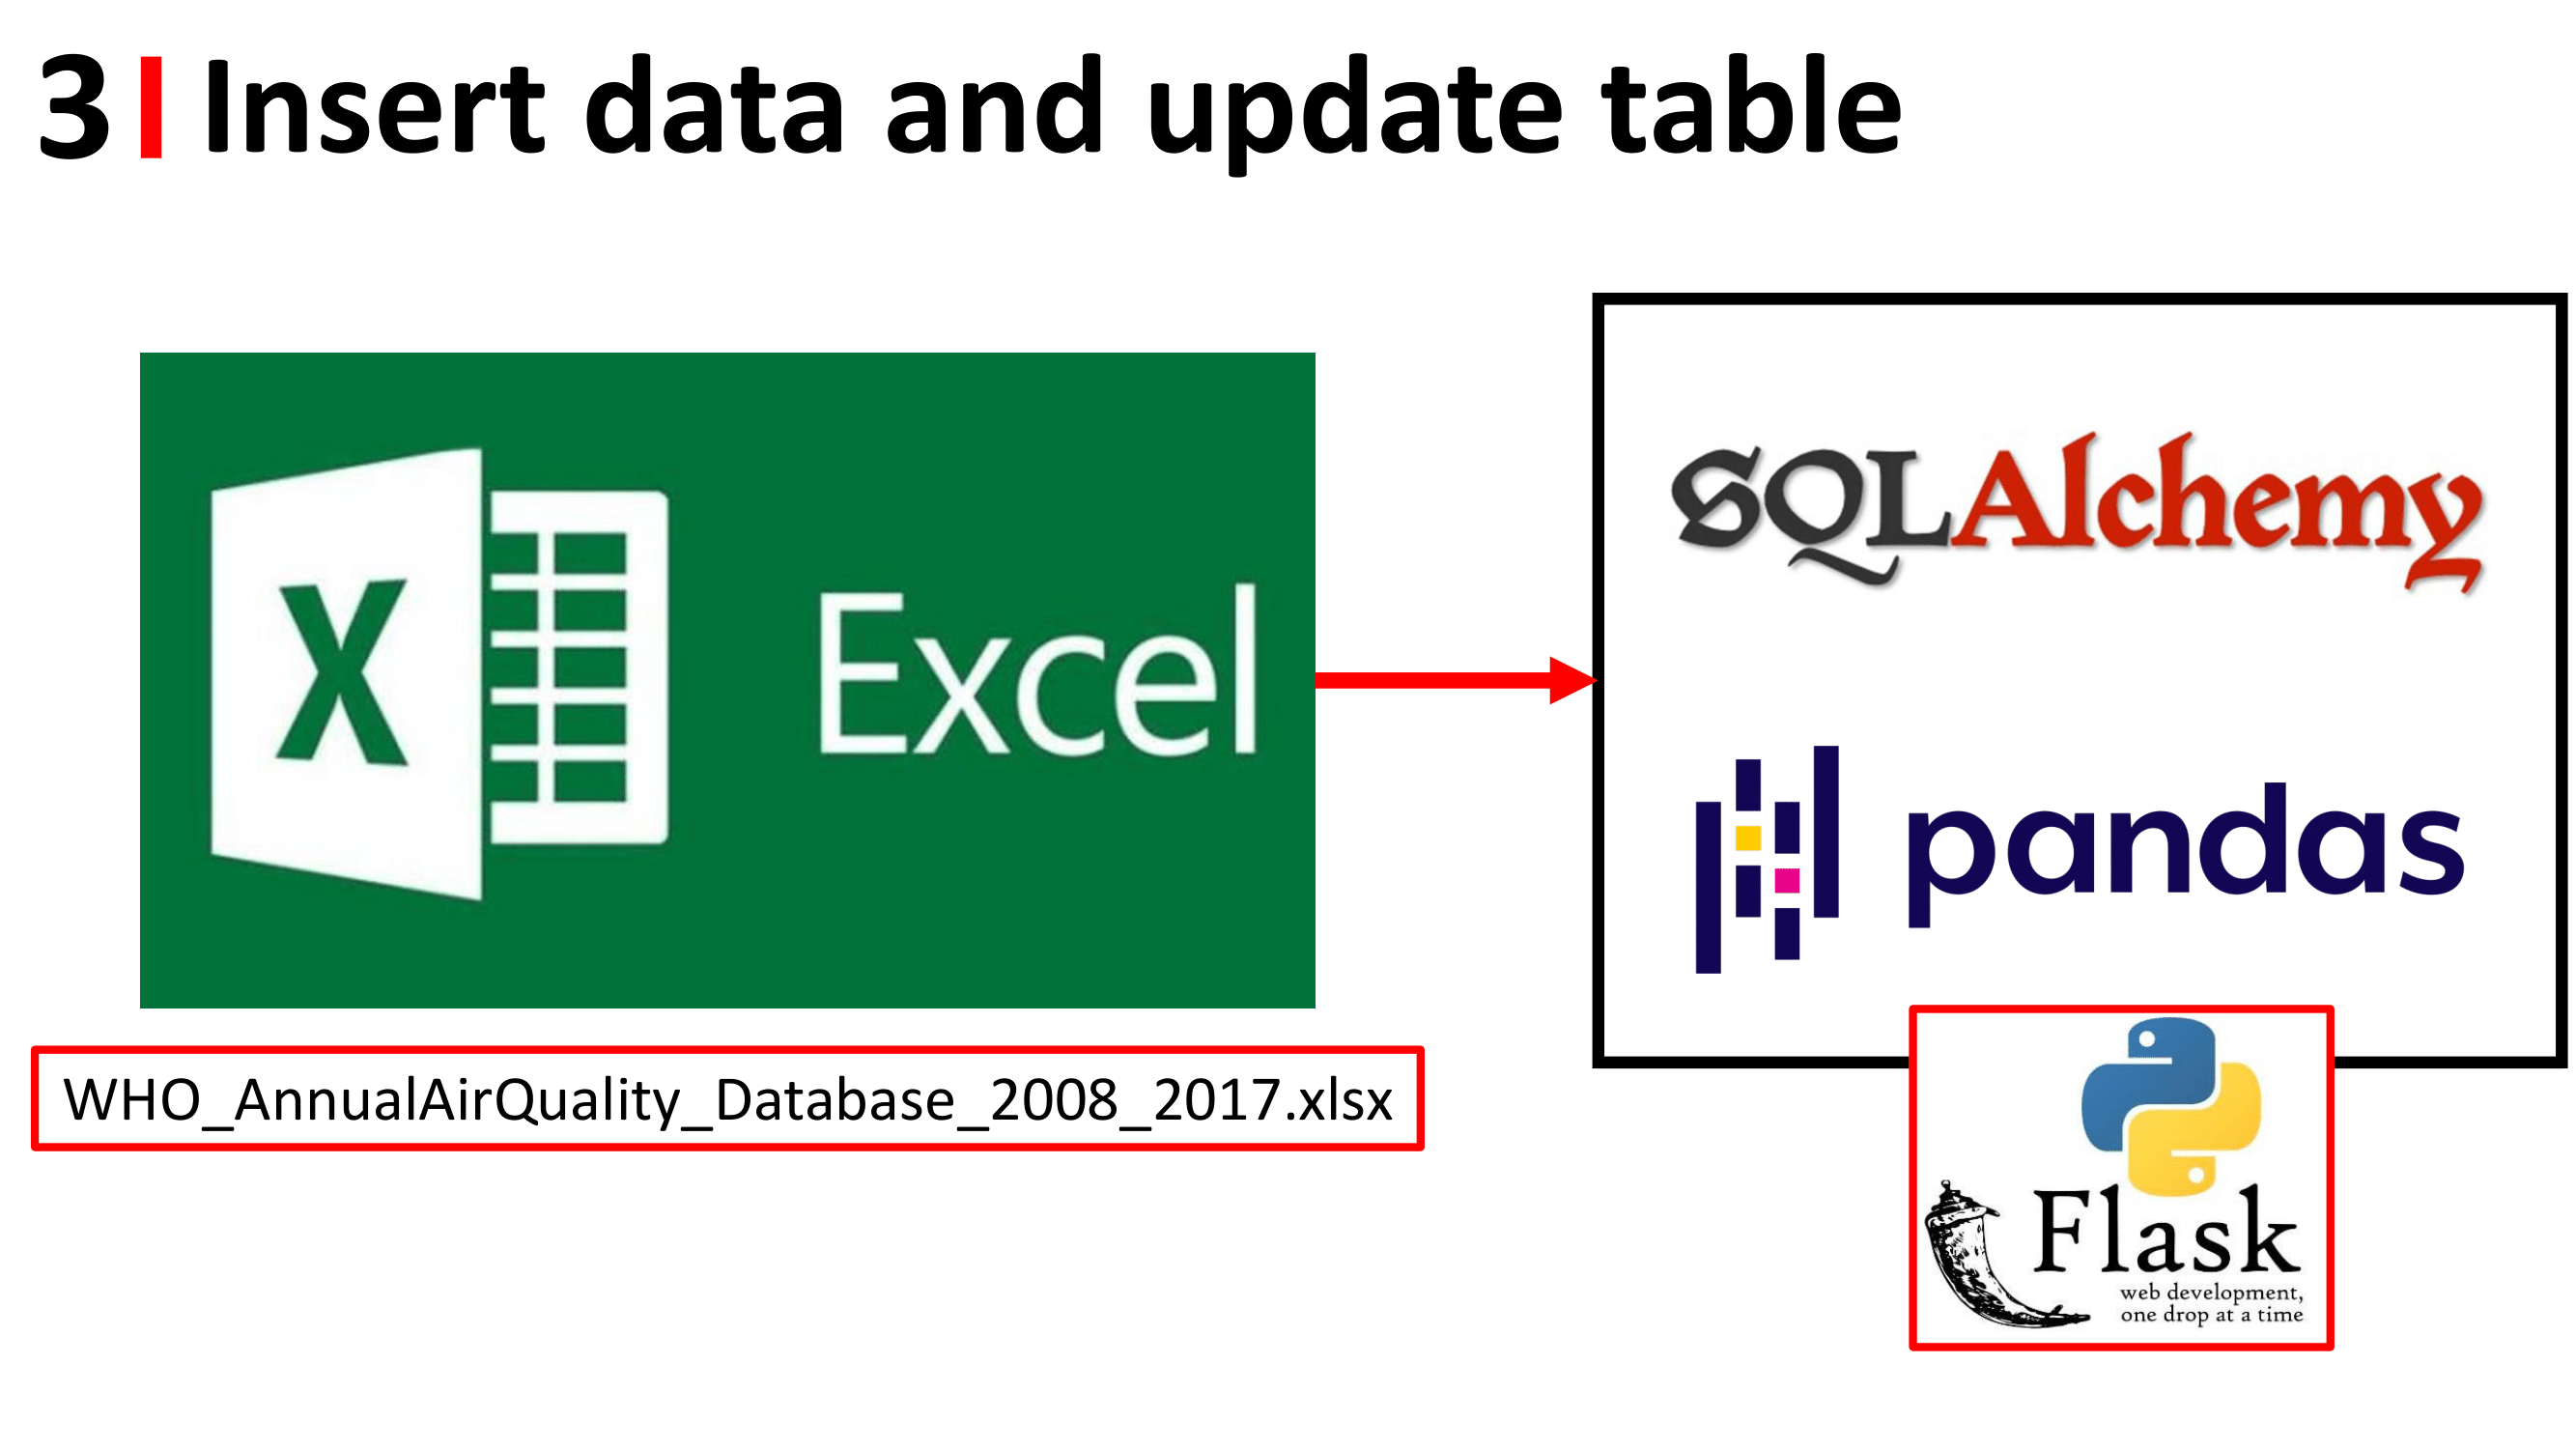 3 Insert data and update table
X Excel
SQLAlchemy
pandas
WHO_AnnualAirQuality_Database_2008_2017.xlsx
Flask
web development,
one drop at a time